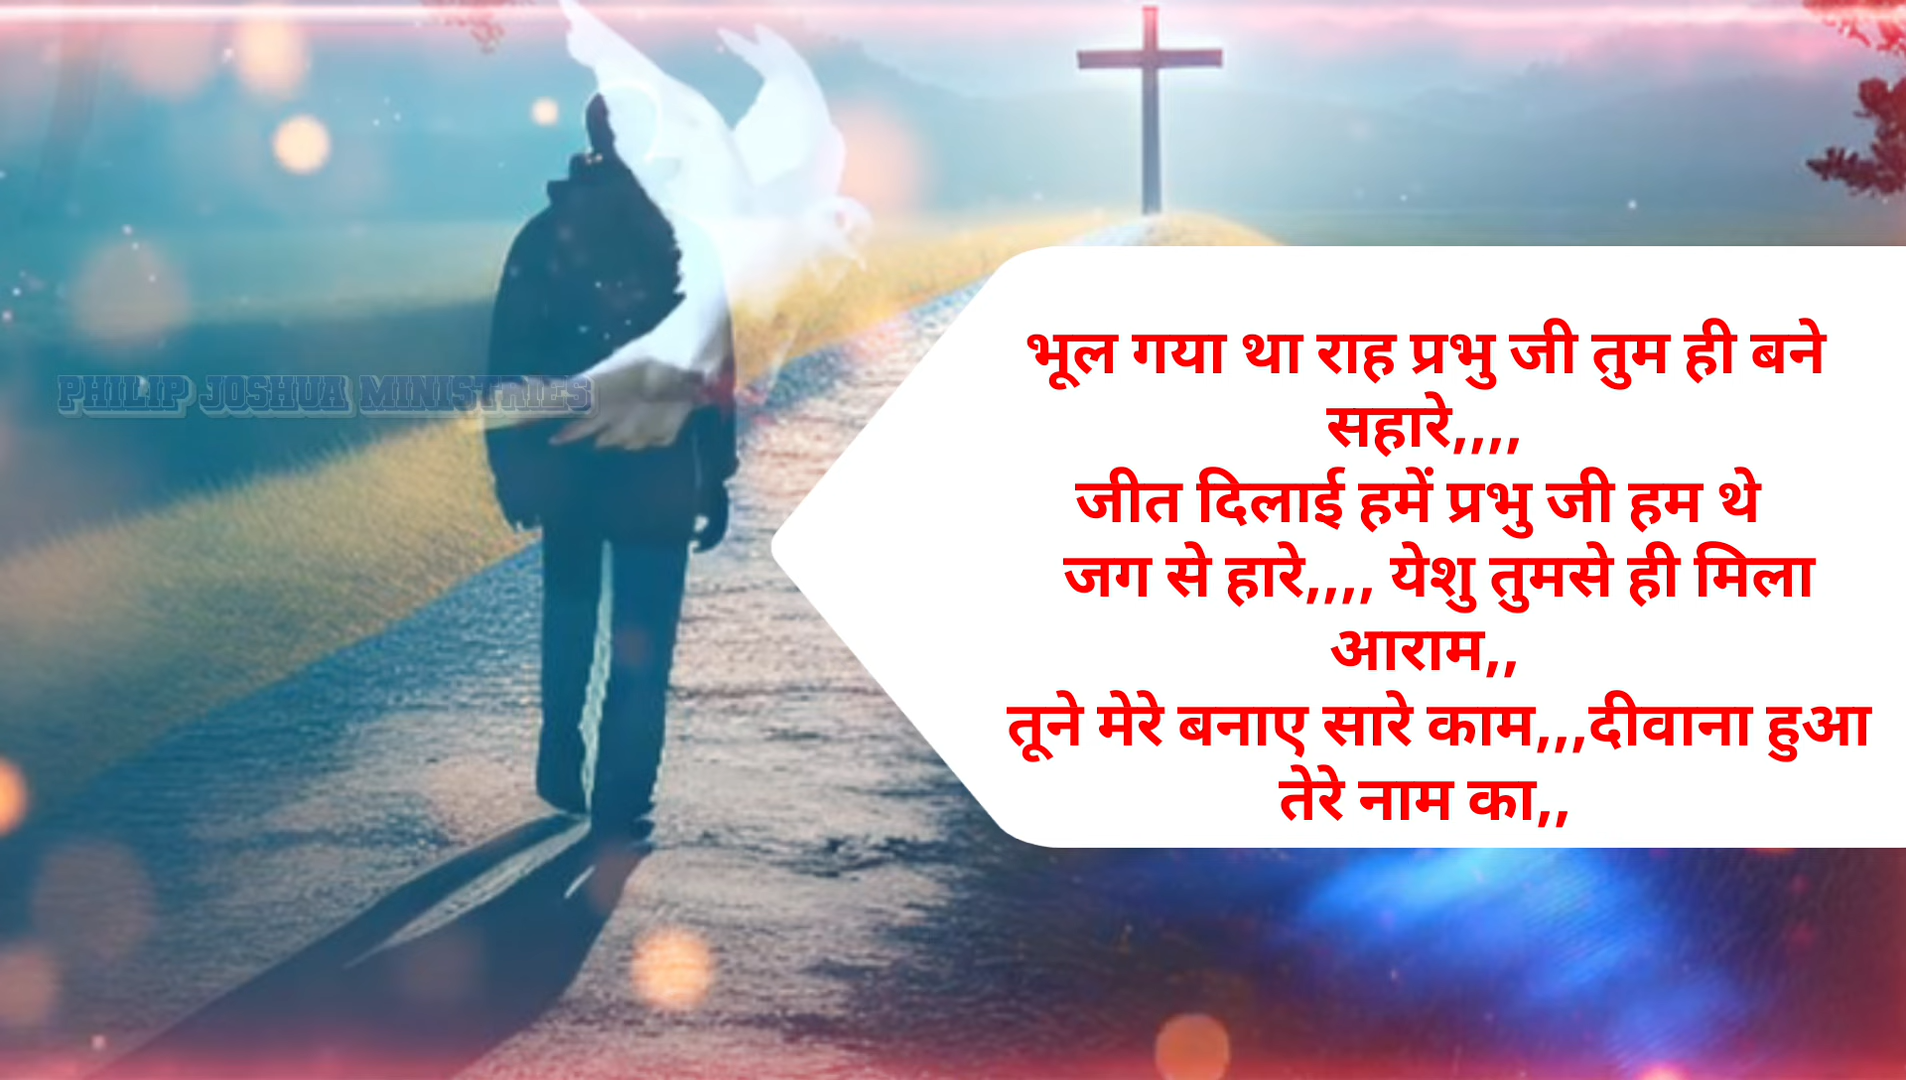 PHILIP JOSHUA MINISTRIES
भूल गया था राह प्रभु जी तुम ही बने
सहारे,,,,
जीत दिलाई हमें प्रभु जी हम थे
जग से हारे,,,, येशु तुमसे ही मिला
आराम,,
तूने मेरे बनाए सारे काम,,,दीवाना हुआ
तेरे नाम का,,